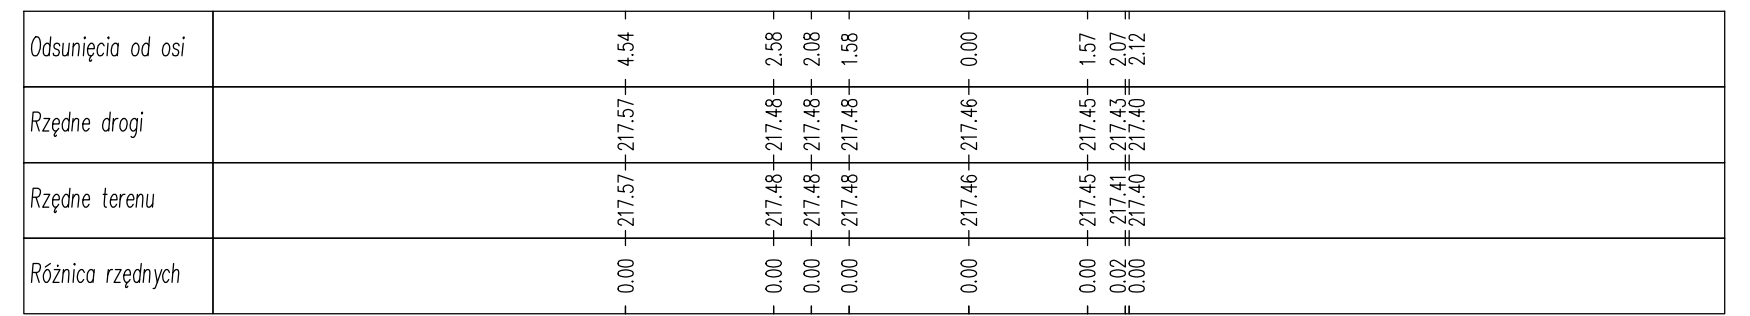 Odsunięcia od osi 4.54 2.58 2.08 1.58 0.00 1.57 2.07 2.12
Rzędne drogi 217.57 217.48 217.48 217.48 217.46 217.45 217.43 217.40
Rzędne terenu 217.57 217.48 217.48 217.48 217.46 217.45 217.41 217.40
Różnica rzędnych 0.00 0.00 0.00 0.00 0.00 0.00 0.02 0.00